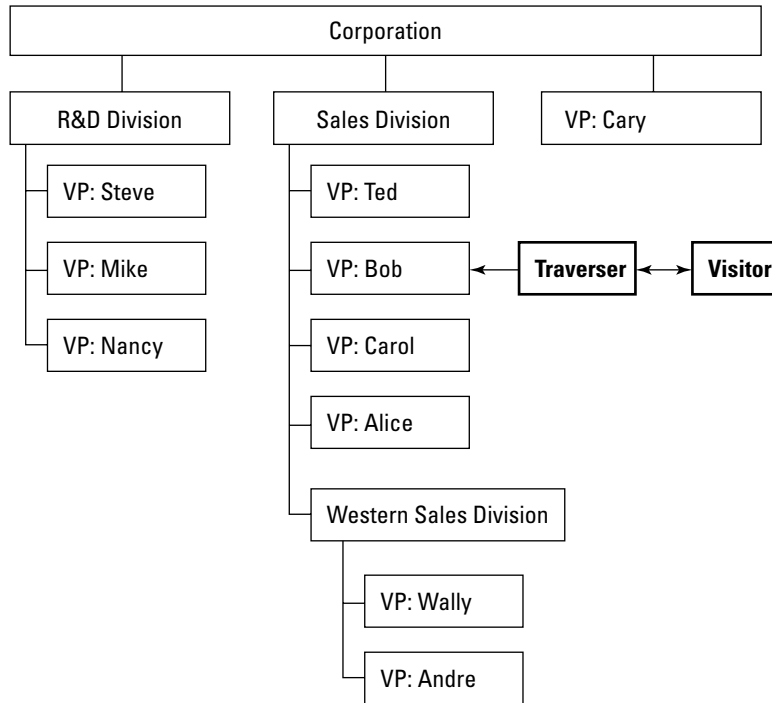 Corporation
R&D Division
Sales Division
VP: Cary
VP: Steve
VP: Ted
VP: Mike
VP: Bob
Traverser
Visitor
VP: Nancy
VP: Carol
VP: Alice
Western Sales Division
VP: Wally
VP: Andre